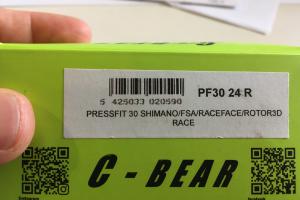 PF30 24 R
5 425033 020590
PRESSFIT 30 SHIMANO/FSA/RACEFACE/ROTOR3D
RACE
C - BEAR